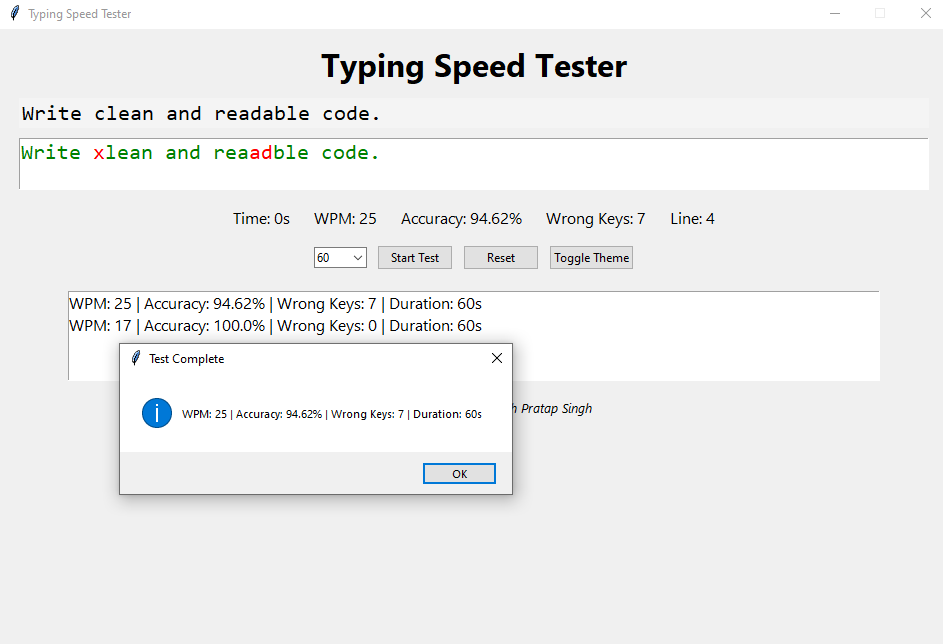 Typing Speed Tester
Typing Speed Tester
Write clean and readable code.
Write xlean and reaadble code.
Time: 0s WPM: 25 Accuracy: 94.62% Wrong Keys: 7 Line: 4
60 Start Test Reset Toggle Theme
WPM: 25 | Accuracy: 94.62% | Wrong Keys: 7 | Duration: 60s
WPM: 17 | Accuracy: 100.0% | Wrong Keys: 0 | Duration: 60s
Test Complete
Pratap Singh
WPM: 25 | Accuracy: 94.62% | Wrong Keys: 7 | Duration: 60s
OK